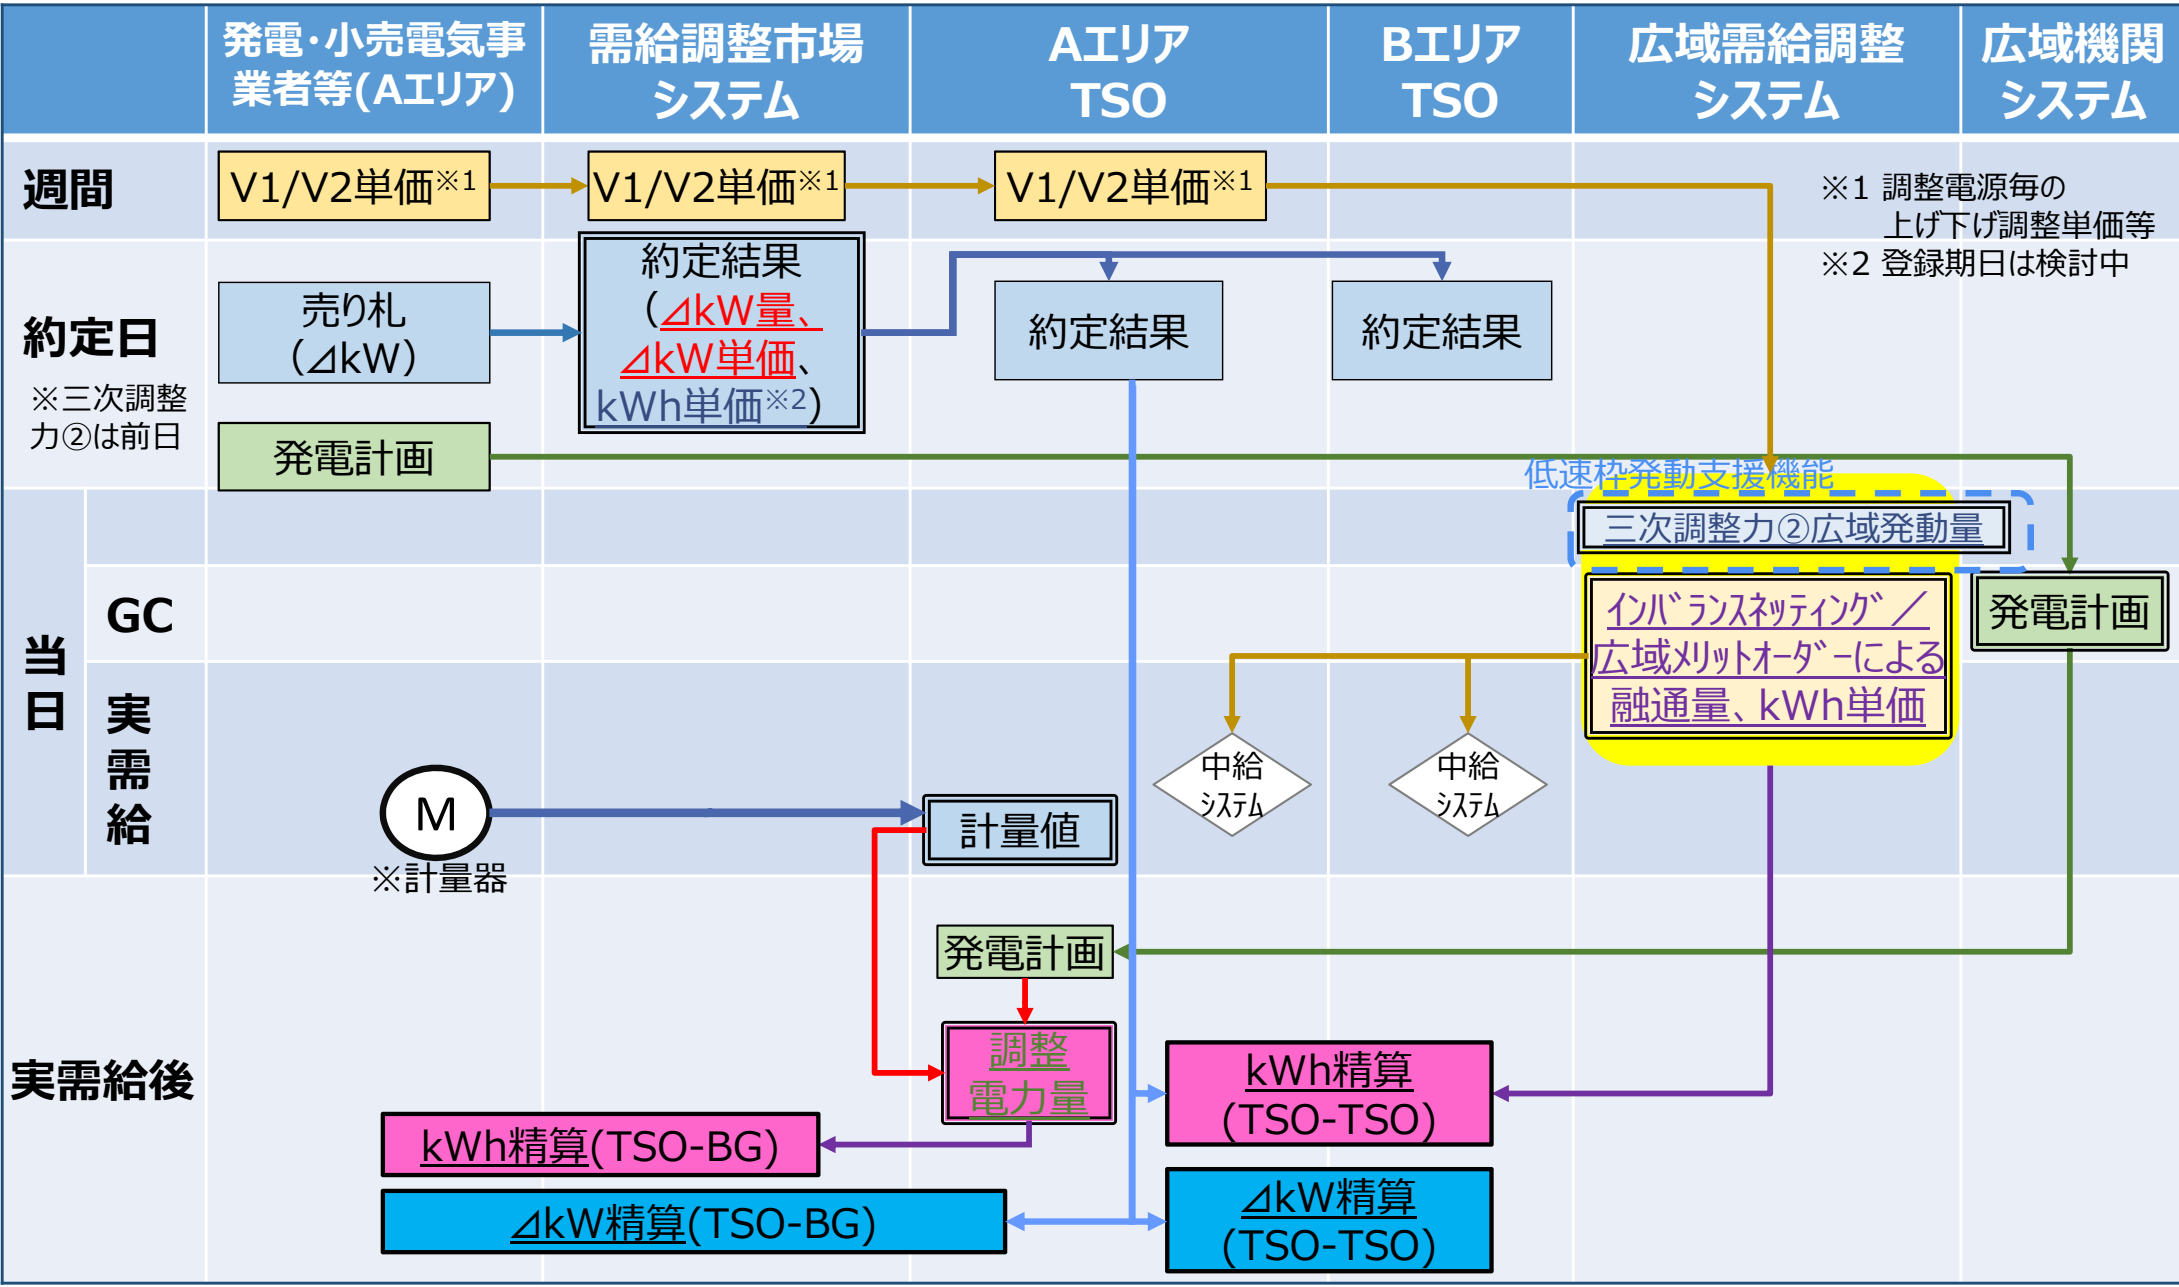 発電・小売電気事
業者等(Aエリア)
需給調整市場
システム
Aエリア
TSO
Bエリア
TSO
広域需給調整
システム
広域機関
システム
週間
V1/V2単価※1
V1/V2単価※1
V1/V2単価※1
※1 調整電源毎の
上げ下げ調整単価等
※2 登録期日は検討中
約定日
※三次調整
力②は前日
売り札
(⊿kW)
約定結果
(⊿kW量、
⊿kW単価、
kWh単価※2)
約定結果
約定結果
発電計画
低速枠発動支援機能
三次調整力②広域発動量
当日
GC
インバランスネッティング/
広域メリットオーダーによる
融通量、kWh単価
発電計画
実需給
中給
システム
中給
システム
M
※計量器
計量値
実需給後
発電計画
調整
電力量
kWh精算
(TSO-TSO)
kWh精算(TSO-BG)
⊿kW精算(TSO-BG)
⊿kW精算
(TSO-TSO)